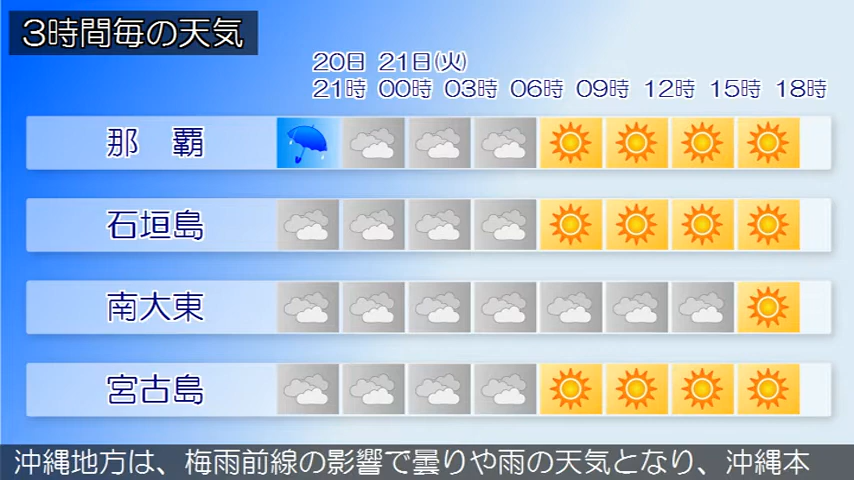 3時間毎の天気
20日 21日(火)
21時 00時 03時 06時 09時 12時 15時 18時
那 覇
石垣島
南大東
宮古島
沖縄地方は、梅雨前線の影響で曇りや雨の天気となり、沖縄本